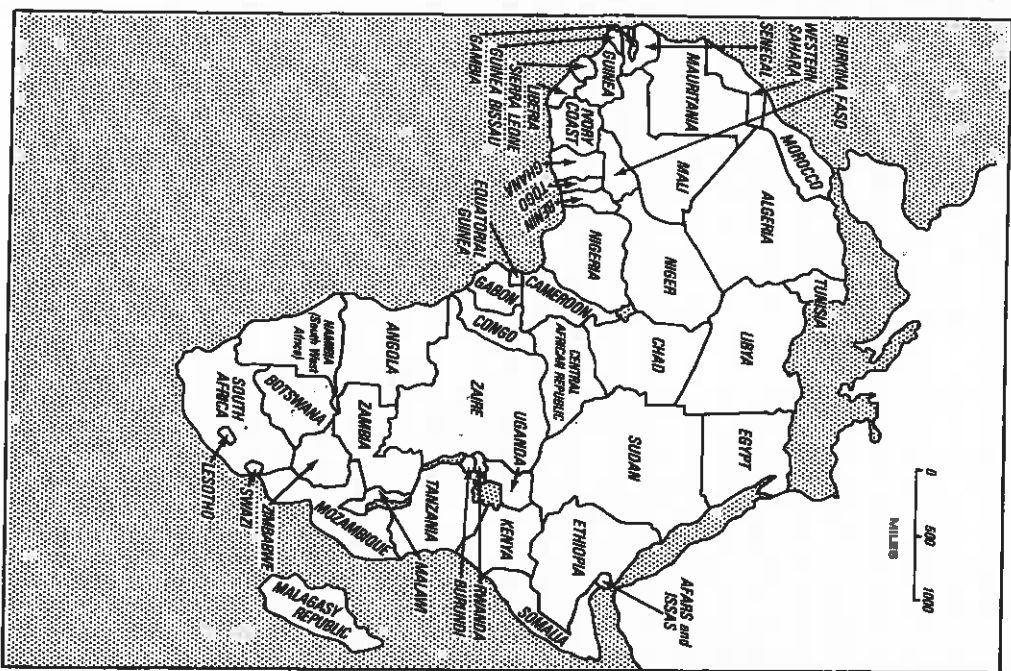 BURKINA FASO
WESTERN
SAHARA
SENEGAL
MAURITANIA
MOROCCO
ALGERIA
TUNISIA
LIBYA
EGYPT
0 500 1000
MILES
MALI
NIGER
CHAD
SUDAN
ETHIOPIA
AFARS and
ISSAS
SOMALIA
GUINEA
GAMBIA
GUINEA BISSAU
SIERRA LEONE
LIBERIA
IVORY
COAST
GHANA
TOGO
BENIN
NIGERIA
CAMEROON
CENTRAL
AFRICAN REPUBLIC
EQUATORIAL
GUINEA
GABON
CONGO
ZAIRE
UGANDA
KENYA
RWANDA
BURUNDI
TANZANIA
MALAWI
ANGOLA
ZAMBIA
MOZAMBIQUE
NAMIBIA
(South West
Africa)
BOTSWANA
ZIMBABWE
SOUTH
AFRICA
SWAZI
LESOTHO
MALAGASY
REPUBLIC